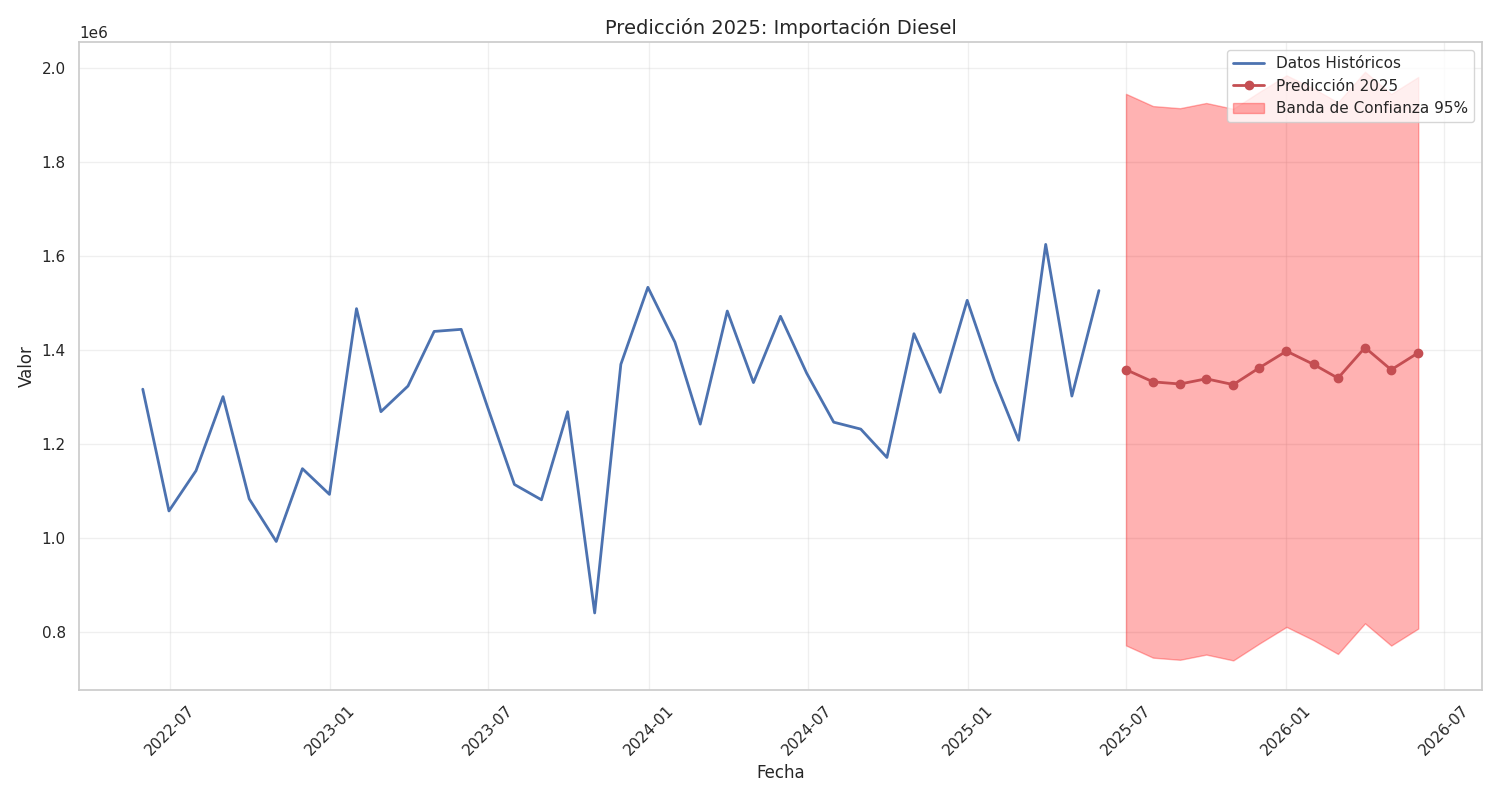 Predicción 2025: Importación Diesel
1e6
2.0
1.8
1.6
1.4
1.2
1.0
0.8
Valor
Datos Históricos
Predicción 2025
Banda de Confianza 95%
2022-07
2023-01
2023-07
2024-01
2024-07
2025-01
2025-07
2026-01
2026-07
Fecha